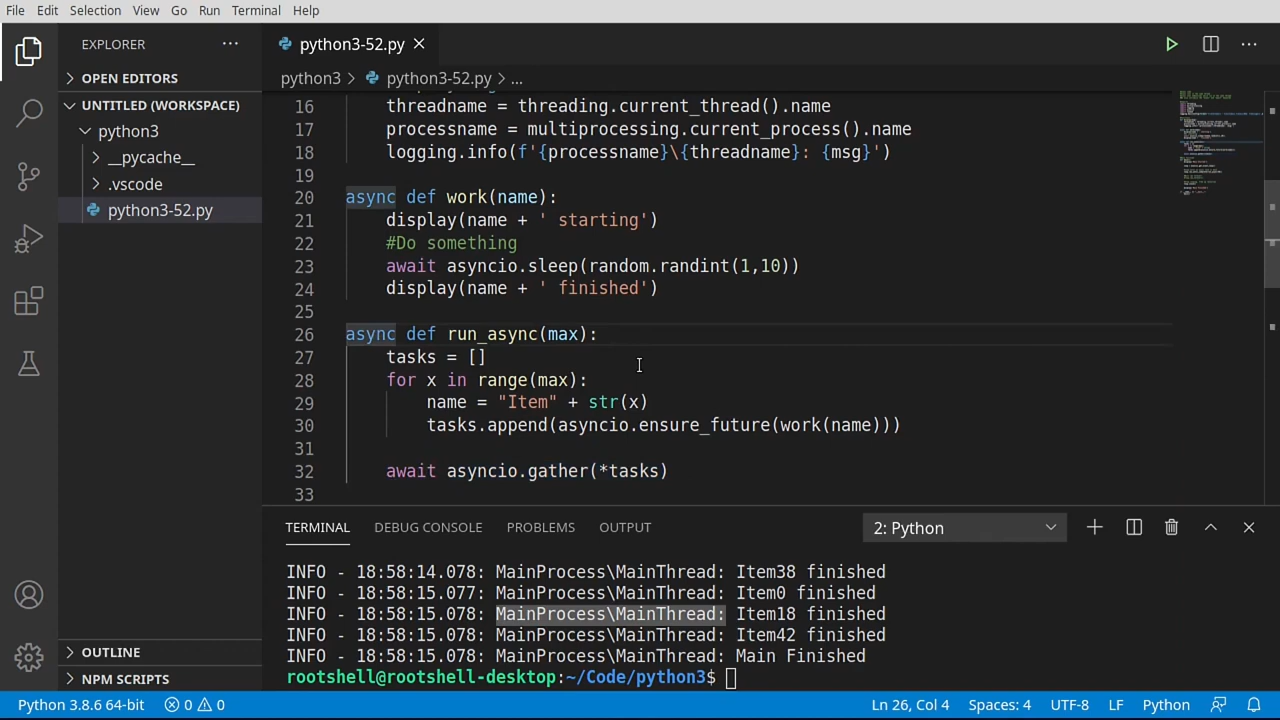 File Edit Selection View Go Run Terminal Help
EXPLORER
python3-52.py
OPEN EDITORS
python3 > python3-52.py > ...
UNTITLED (WORKSPACE)
python3
__pycache__
.vscode
python3-52.py
16 threadname = threading.current_thread().name
17 processname = multiprocessing.current_process().name
18 logging.info(f'{processname}\{threadname}: {msg}')
19
20 async def work(name):
21 display(name + ' starting')
22 #Do something
23 await asyncio.sleep(random.randint(1,10))
24 display(name + ' finished')
25
26 async def run_async(max):
27 tasks = []
28 for x in range(max):
29 name = "Item" + str(x)
30 tasks.append(asyncio.ensure_future(work(name)))
31
32 await asyncio.gather(*tasks)
33
TERMINAL DEBUG CONSOLE PROBLEMS OUTPUT 2: Python
INFO - 18:58:14.078: MainProcess\MainThread: Item38 finished
INFO - 18:58:15.077: MainProcess\MainThread: Item0 finished
INFO - 18:58:15.078: MainProcess\MainThread: Item18 finished
INFO - 18:58:15.078: MainProcess\MainThread: Item42 finished
INFO - 18:58:15.078: MainProcess\MainThread: Main Finished
rootshell@rootshell-desktop:~/Code/python3$
OUTLINE
NPM SCRIPTS
Python 3.8.6 64-bit 0 0 Ln 26, Col 4 Spaces: 4 UTF-8 LF Python